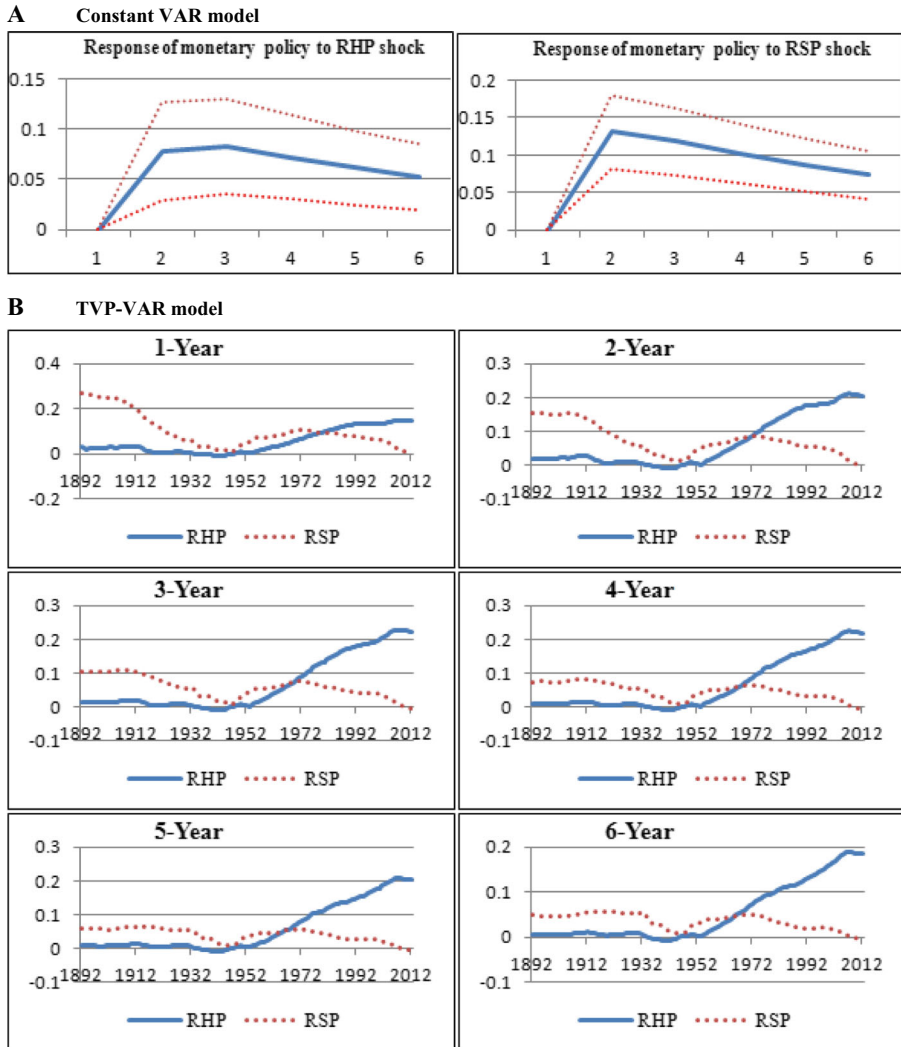 A Constant VAR model
Response of monetary policy to RHP shock
0.15
0.1
0.05
0
1 2 3 4 5 6
Response of monetary policy to RSP shock
0.2
0.15
0.1
0.05
0
1 2 3 4 5 6
B TVP-VAR model
1-Year
0.4
0.2
0
1892 1912 1932 1952 1972 1992 2012
-0.2
RHP RSP
2-Year
0.3
0.2
0.1
0
1892 1912 1932 1952 1972 1992 2012
-0.1
RHP RSP
3-Year
0.3
0.2
0.1
0
1892 1912 1932 1952 1972 1992 2012
-0.1
RHP RSP
4-Year
0.3
0.2
0.1
0
1892 1912 1932 1952 1972 1992 2012
-0.1
RHP RSP
5-Year
0.3
0.2
0.1
0
1892 1912 1932 1952 1972 1992 2012
-0.1
RHP RSP
6-Year
0.2
0.1
0
1892 1912 1932 1952 1972 1992 2012
-0.1
RHP RSP